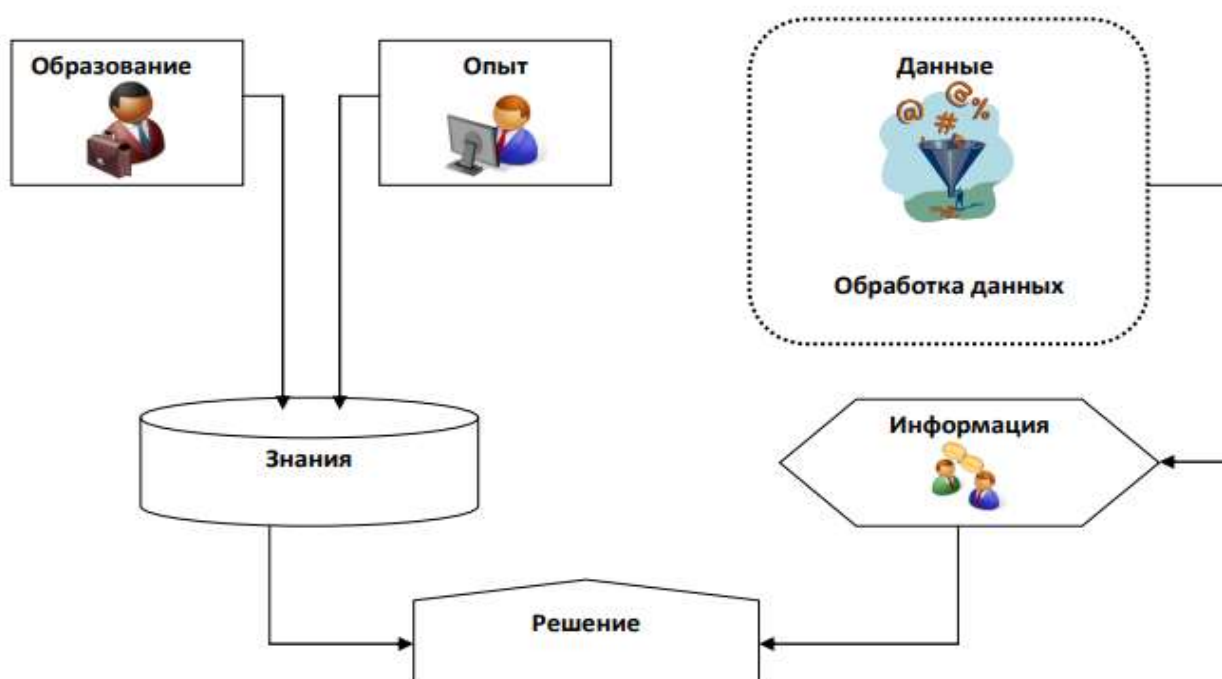 Образование
Опыт
Данные
@
@%
#
Обработка данных
Знания
Информация
Решение